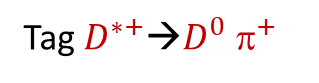 Tag D*+→D0 π+